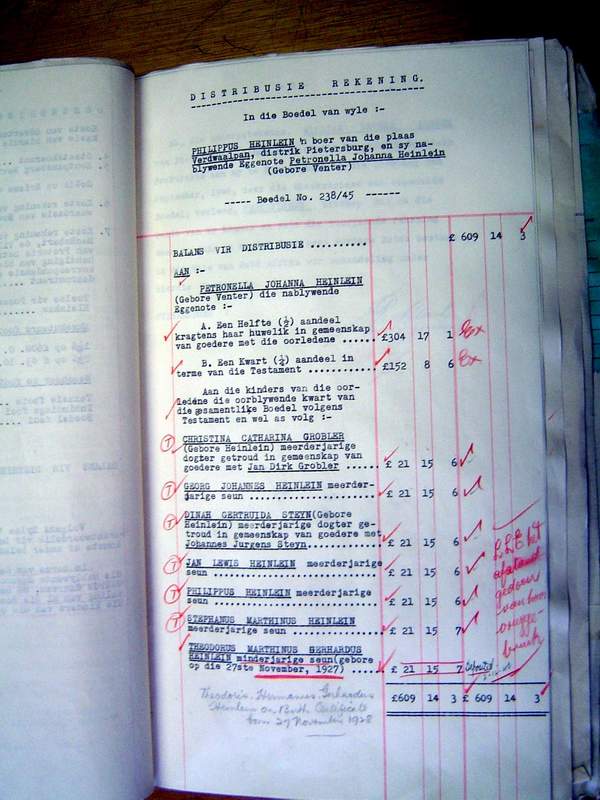 DISTRIBUSIE REKENING.
In die Boedel van wyle :-
PHILIPPUS HEINLEIN 'n boer van die plaas
Verdwaalpan, distrik Pietersburg, en sy na-
blywende Eggenote Petronella Johanna Heinlein
(Gebore Venter)
----- Boedel No. 238/45 ------
BALANS VIR DISTRIBUSIE .......... £ 609 14 3
AAN :-
PETRONELLA JOHANNA HEINLEIN
(Gebore Venter) die nablywende
Eggenote :-
A. Een Helfte (½) aandeel
kragtens haar huwelik in gemeenskap
van goedere met die oorledene ...... £304 17 1 Ex
B. Een Kwart (¼) aandeel in
terme van die Testament ............ £152 8 6 Ex
Aan die kinders van die oor-
ledene die oorblywende kwart van
die gesamentlike Boedel volgens
Testament en wel as volg :-
T CHRISTINA CATHARINA GROBLER
(Gebore Heinlein) meerderjarige
dogter getroud in gemeenskap van
goedere met Jan Dirk Grobler ...... £ 21 15 6
T GEORG JOHANNES HEINLEIN meerder-
jarige seun ....................... £ 21 15 6
T DINAH GERTRUIDA STEYN(Gebore
Heinlein) meerderjarige dogter ge-
troud in gemeenskap van goedere met
Johannes Jurgens Steyn............. £ 21 15 6
T JAN LEWIS HEINLEIN meerderjarige
seun .............................. £ 21 15 6
T PHILIPPUS HEINLEIN meerderjarige
seun .............................. £ 21 15 6
T STEPHANUS MARTHINUS HEINLEIN
meerderjarige seun ................ £ 21 15 7
THEODORUS MARTHINUS GERHARDUS
HEINLEIN minderjarige seun(gebore
op die 27ste November, 1927) ...... £ 21 15 7
£609 14 3 £ 609 14 3
Theodoris Hermanus Gerhardus
Heinlein on Birth Certificate
born 27 November 1928
het
afstand
gedoen
van